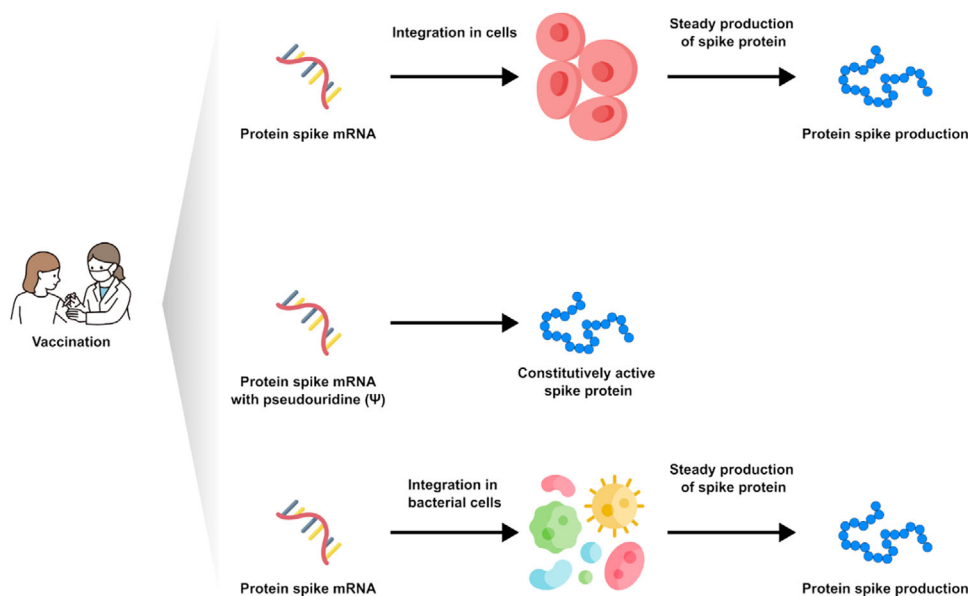 Integration in cells
Steady production
of spike protein
Protein spike mRNA
Protein spike production
Vaccination
Protein spike mRNA
with pseudouridine (Ψ)
Constitutively active
spike protein
Integration in
bacterial cells
Steady production
of spike protein
Protein spike mRNA
Protein spike production